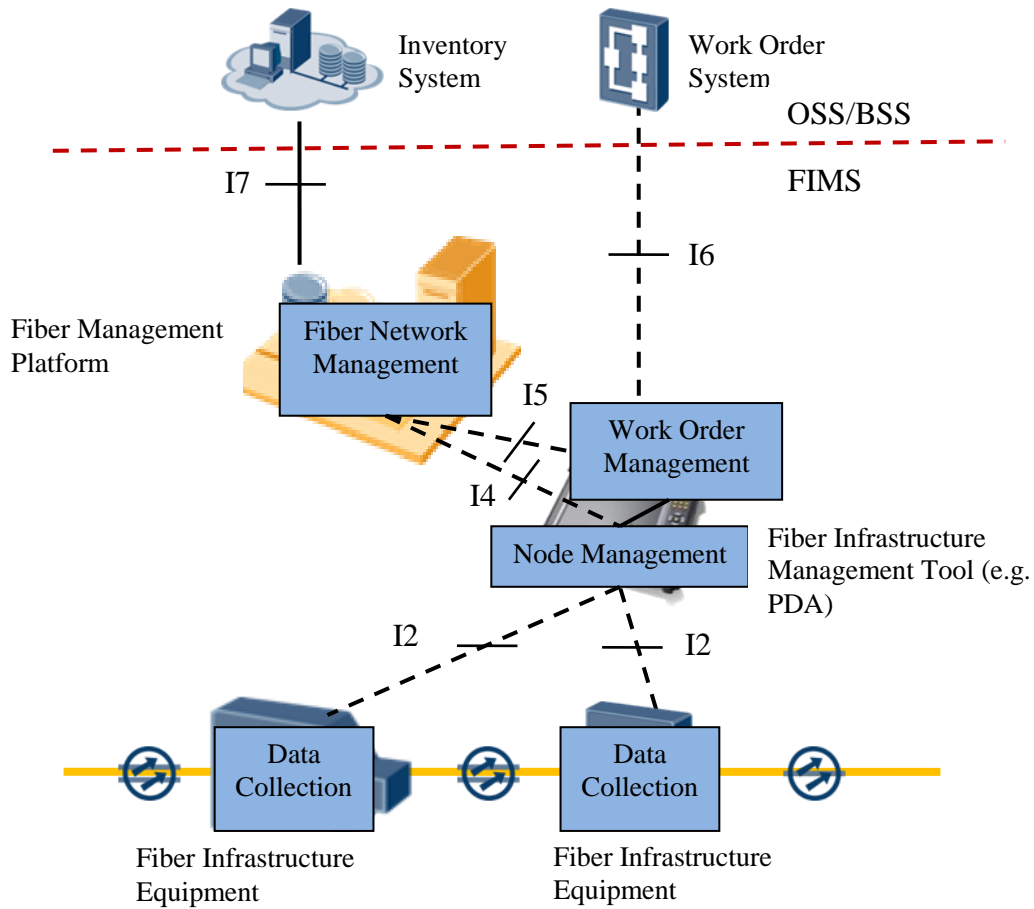 Inventory
System
Work Order
System
OSS/BSS
FIMS
I7
I6
Fiber Management
Platform
Fiber Network
Management
I5
I4
Work Order
Management
Node Management
Fiber Infrastructure
Management Tool (e.g.
PDA)
I2
I2
Data
Collection
Data
Collection
Fiber Infrastructure
Equipment
Fiber Infrastructure
Equipment